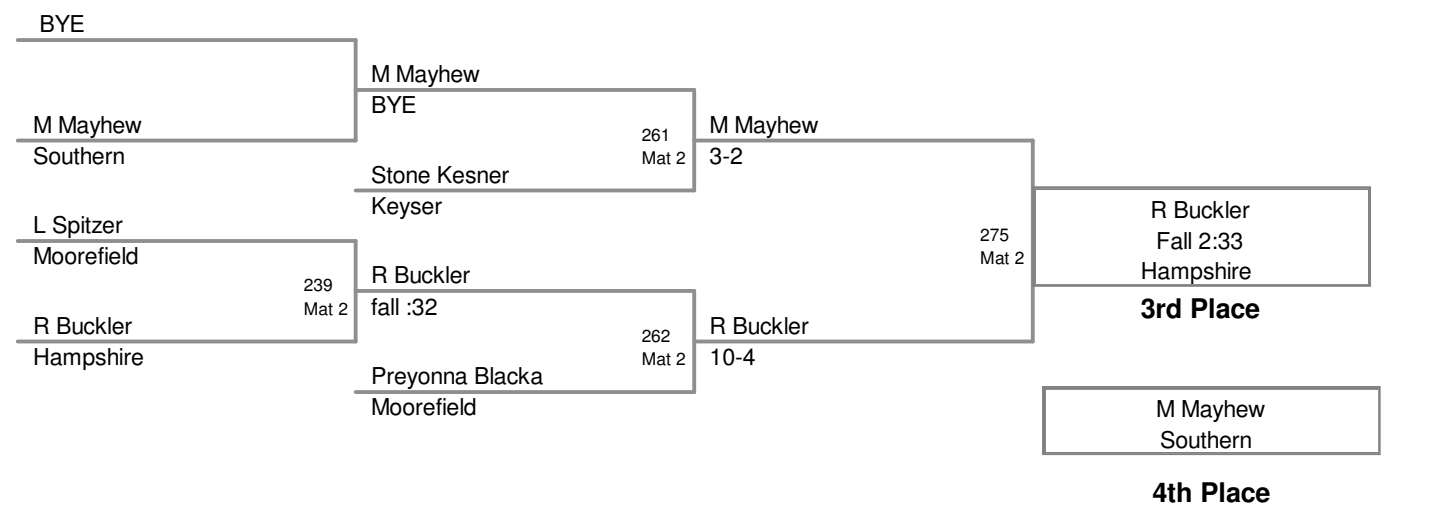 BYE
M Mayhew
Southern
L Spitzer
Moorefield
239
Mat 2
R Buckler
Hampshire
M Mayhew
BYE
261
Mat 2
Stone Kesner
Keyser
R Buckler
fall :32
262
Mat 2
Preyonna Blacka
Moorefield
M Mayhew
3-2
275
Mat 2
R Buckler
10-4
R Buckler
Fall 2:33
Hampshire
3rd Place
M Mayhew
Southern
4th Place